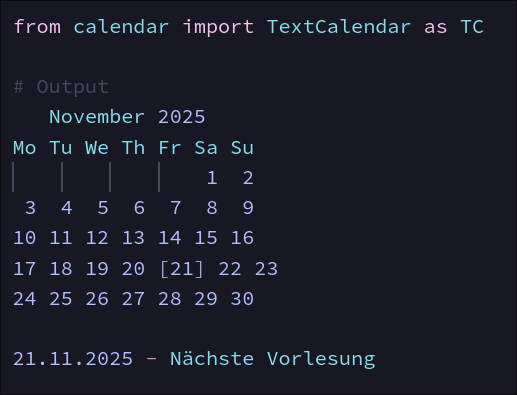 from calendar import TextCalendar as TC
# Output
November 2025
Mo Tu We Th Fr Sa Su
1 2
3 4 5 6 7 8 9
10 11 12 13 14 15 16
17 18 19 20 [21] 22 23
24 25 26 27 28 29 30
21.11.2025 - Nächste Vorlesung